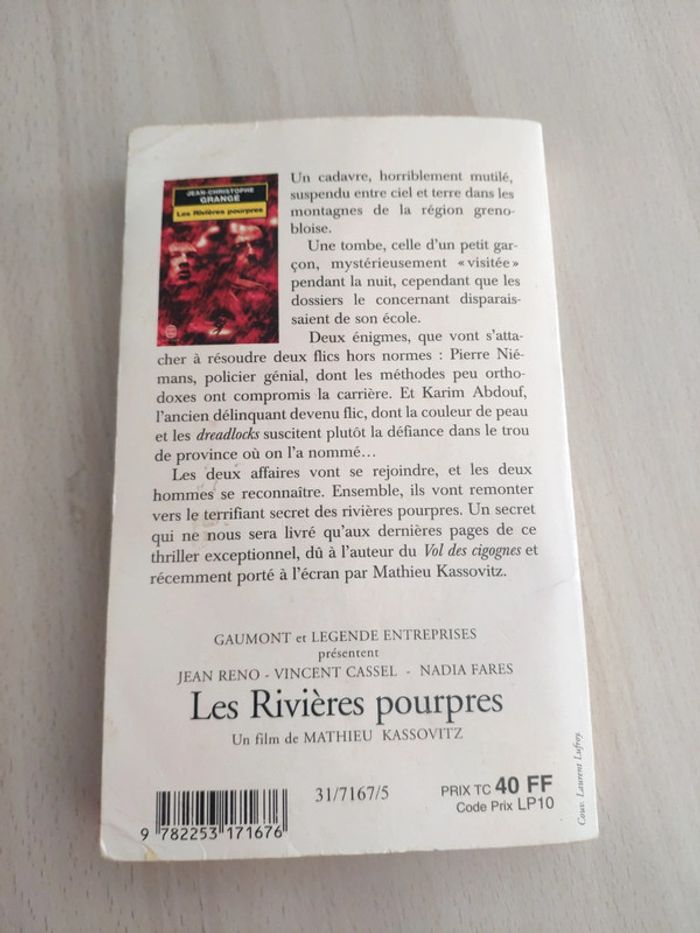 JEAN-CHRISTOPHE
GRANGÉ
Les Rivières pourpres
Un cadavre, horriblement mutilé,
suspendu entre ciel et terre dans les
montagnes de la région greno-
bloise.
Une tombe, celle d'un petit gar-
çon, mystérieusement «visitée»
pendant la nuit, cependant que les
dossiers le concernant disparais-
saient de son école.
Deux énigmes, que vont s'atta-
cher à résoudre deux flics hors normes : Pierre Nié-
mans, policier génial, dont les méthodes peu ortho-
doxes ont compromis la carrière. Et Karim Abdouf,
l'ancien délinquant devenu flic, dont la couleur de peau
et les dreadlocks suscitent plutôt la défiance dans le trou
de province où on l'a nommé…
Les deux affaires vont se rejoindre, et les deux
hommes se reconnaître. Ensemble, ils vont remonter
vers le terrifiant secret des rivières pourpres. Un secret
qui ne nous sera livré qu'aux dernières pages de ce
thriller exceptionnel, dû à l'auteur du Vol des cigognes et
récemment porté à l'écran par Mathieu Kassovitz.
GAUMONT et LEGENDE ENTREPRISES
présentent
JEAN RENO - VINCENT CASSEL - NADIA FARES
Les Rivières pourpres
Un film de MATHIEU KASSOVITZ
31/7167/5
PRIX TC 40 FF
Code Prix LP10
9 782253 171676
Couv. Laurent Lufroy.